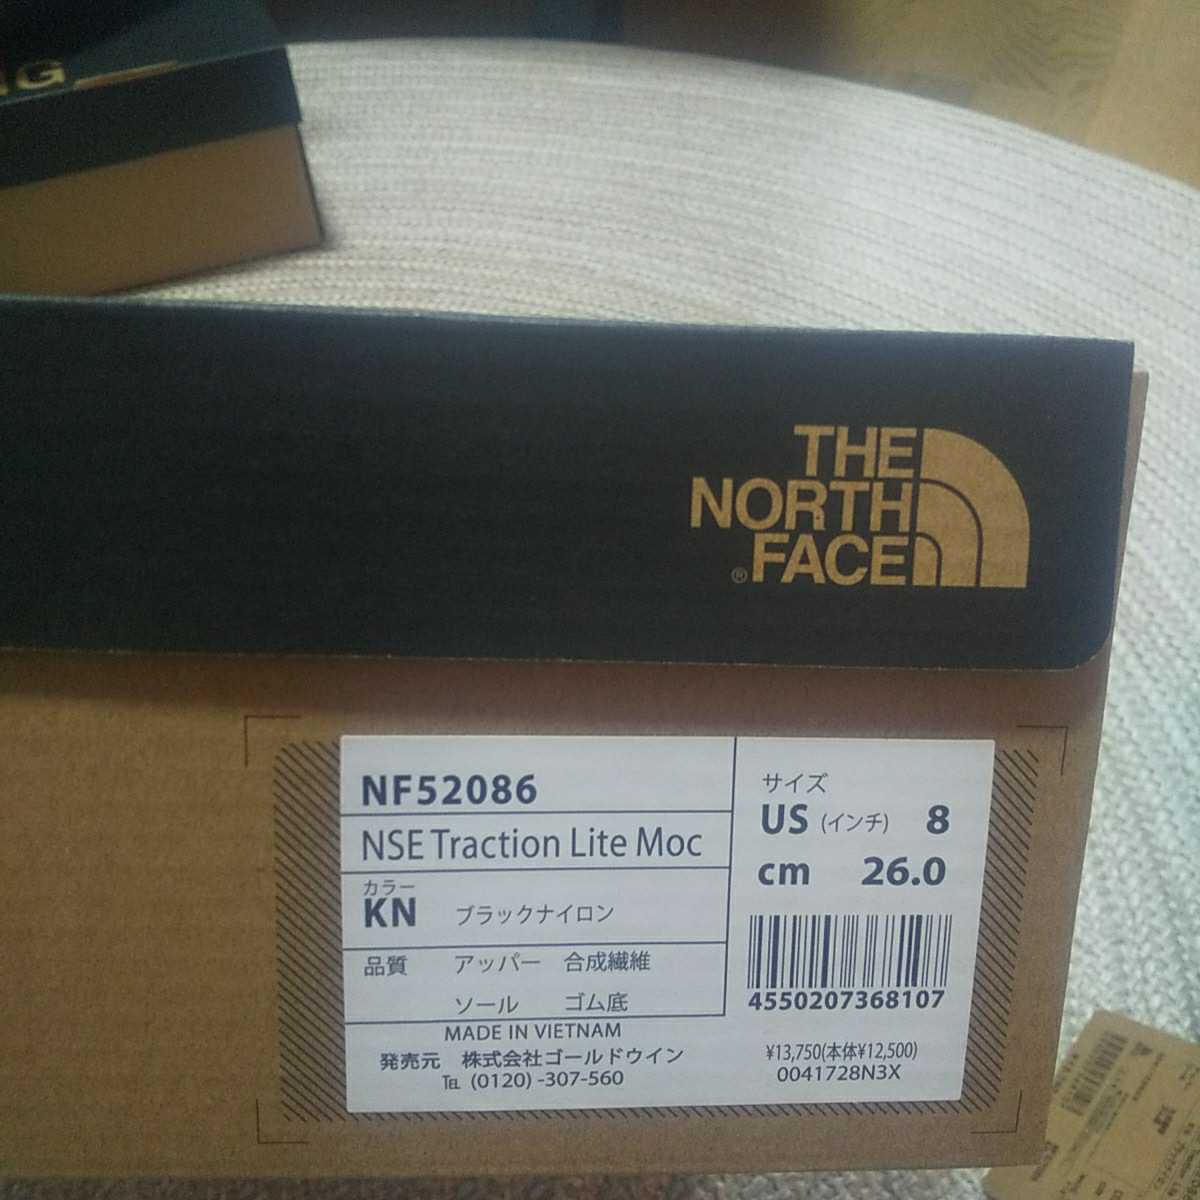 G
THE
NORTH
FACE
®
NF52086
NSE Traction Lite Moc
カラー
KN ブラックナイロン
品質 アッパー 合成繊維
ソール ゴム底
MADE IN VIETNAM
発売元 株式会社ゴールドウイン
℡ (0120) -307-560
サイズ
US (インチ) 8
cm 26.0
4550207368107
¥13,750(本体¥12,500)
0041728N3X